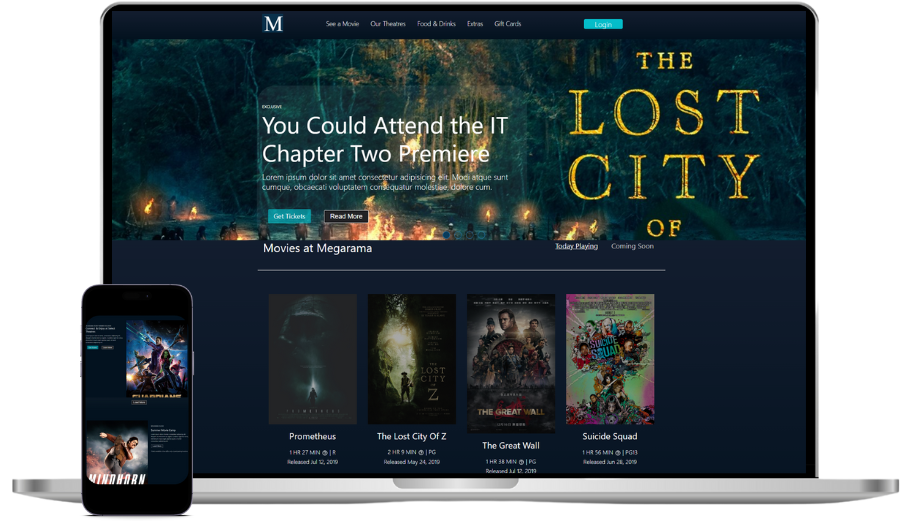 M
See a Movie Our Theatres Food & Drinks Extras Gift Cards Login
THE
LOST
CITY
OF
EXCLUSIVE
You Could Attend the IT
Chapter Two Premiere
Lorem ipsum dolor sit amet consectetur adipisicing elit. Modi atque sunt
cumque, obcaecati voluptatem consequatur molestiae, dolore cum.
Get Tickets Read More
Movies at Megarama Today Playing Coming Soon
PROMETHEUS
THE
LOST
CITY
OF
Z
THE GREAT WALL
SUICIDE
SQUAD
Prometheus
1 HR 27 MIN | R
Released Jul 12, 2019
The Lost City Of Z
2 HR 9 MIN | PG
Released May 24, 2019
The Great Wall
1 HR 38 MIN | PG
Released Jul 12, 2019
Suicide Squad
1 HR 56 MIN | PG13
Released Jun 28, 2019
MINDHORN